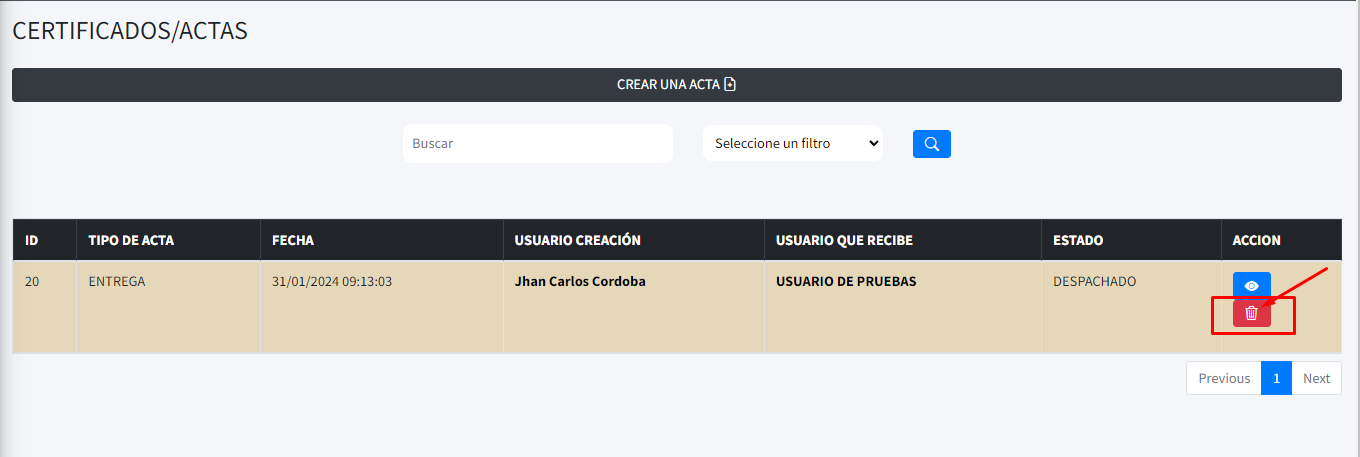 CERTIFICADOS/ACTAS
CREAR UNA ACTA
Buscar
Seleccione un filtro
ID TIPO DE ACTA FECHA USUARIO CREACIÓN USUARIO QUE RECIBE ESTADO ACCION
20 ENTREGA 31/01/2024 09:13:03 Jhan Carlos Cordoba USUARIO DE PRUEBAS DESPACHADO
Previous 1 Next